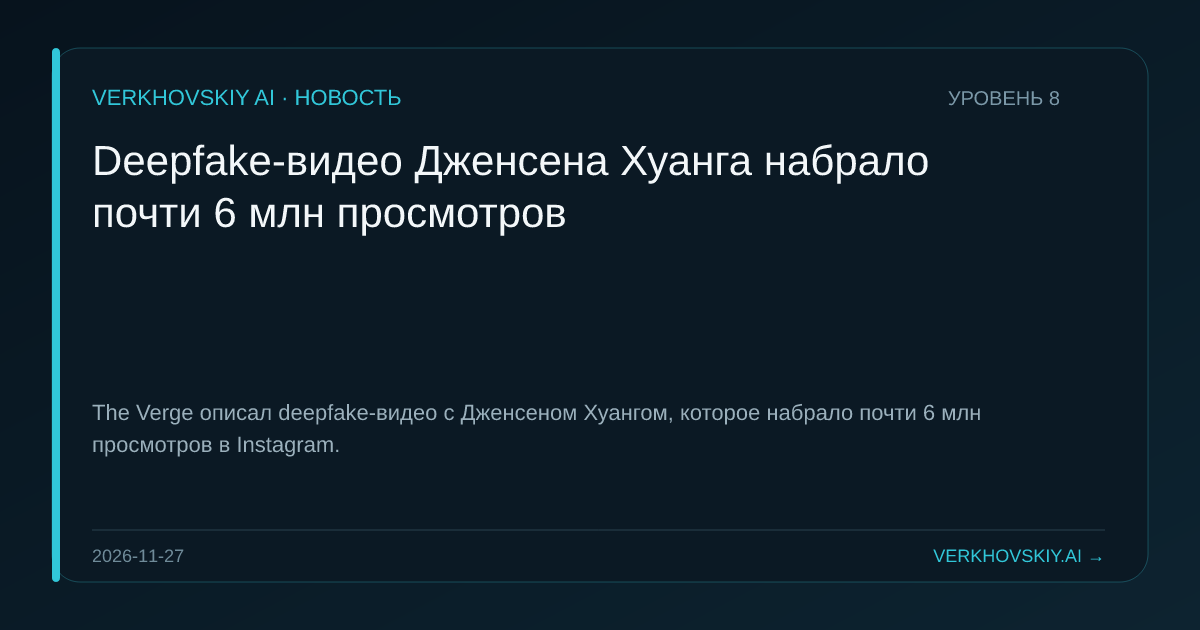 VERKHOVSKIY AI · НОВОСТЬ
УРОВЕНЬ 8
Deepfake-видео Дженсена Хуанга набрало
почти 6 млн просмотров
The Verge описал deepfake-видео с Дженсеном Хуангом, которое набрало почти 6 млн
просмотров в Instagram.
2026-11-27
VERKHOVSKIY.AI →